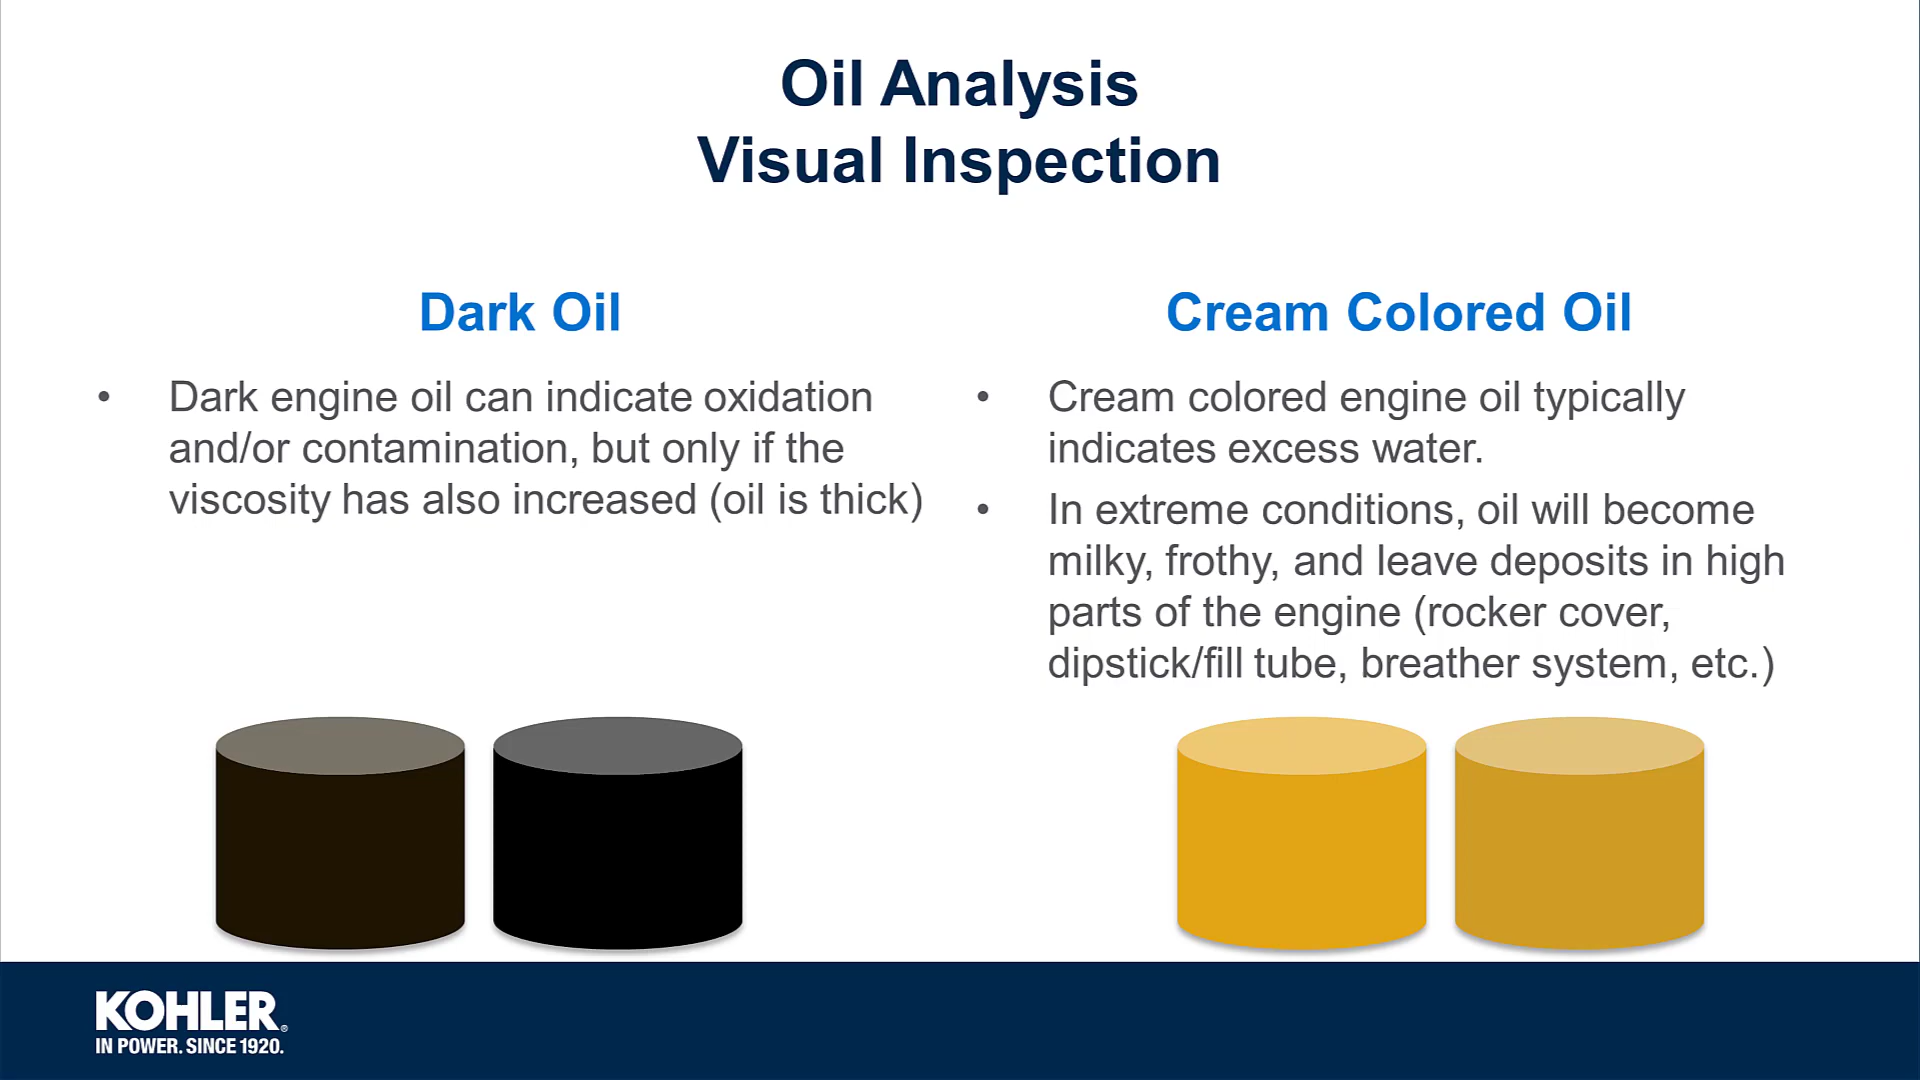 Oil Analysis
Visual Inspection
Dark Oil
• Dark engine oil can indicate oxidation
and/or contamination, but only if the
viscosity has also increased (oil is thick)
Cream Colored Oil
• Cream colored engine oil typically
indicates excess water.
• In extreme conditions, oil will become
milky, frothy, and leave deposits in high
parts of the engine (rocker cover,
dipstick/fill tube, breather system, etc.)
KOHLER®
IN POWER. SINCE 1920.